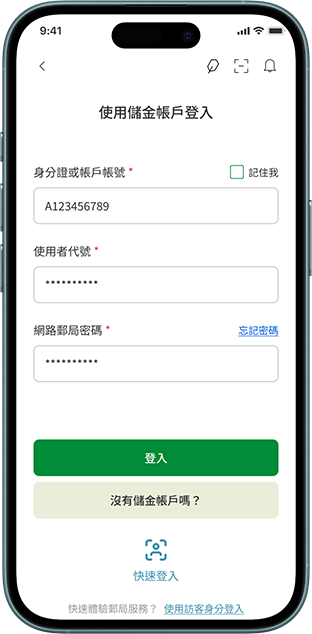 9:41
使用儲金帳戶登入
身分證或帳戶帳號 * 記住我
A123456789
使用者代號 *
**********
網路郵局密碼 * 忘記密碼
**********
登入
沒有儲金帳戶嗎？
快速登入
快速體驗郵局服務？ 使用訪客身分登入